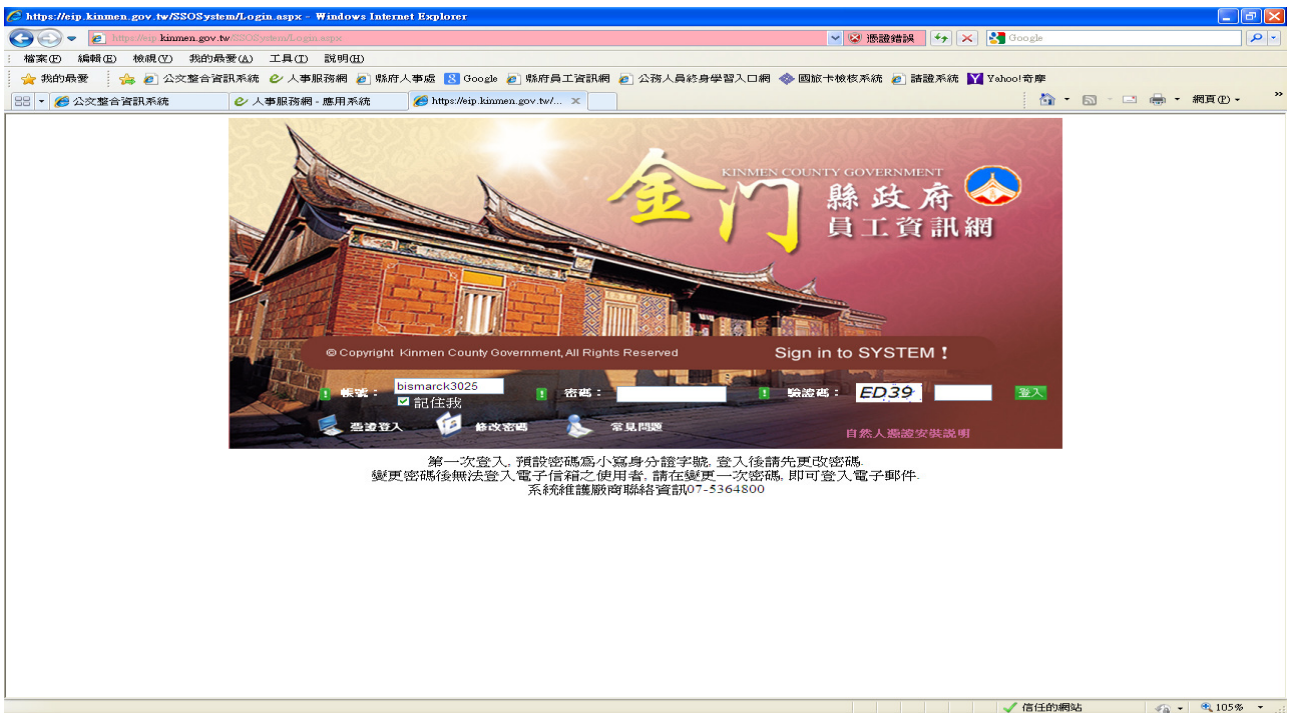 https://eip.kinmen.gov.tw/SSOSystem/Login.aspx - Windows Internet Explorer
https://eip.kinmen.gov.tw/SSOSystem/Login.aspx 憑證錯誤 Google
檔案(F) 編輯(E) 檢視(V) 我的最愛(A) 工具(T) 說明(H)
我的最愛 公文整合資訊系統 人事服務網 縣府人事處 Google 縣府員工資訊網 公務人員終身學習入口網 國旅卡檢核系統 諸證系統 Yahoo!奇摩
公文整合資訊系統 人事服務網 - 應用系統 https://eip.kinmen.gov.tw/... 網頁(P)
KINMEN COUNTY GOVERNMENT
金门 縣政府
員工資訊網
© Copyright Kinmen County Government, All Rights Reserved Sign in to SYSTEM !
帳號： bismarck3025 密碼： 驗證碼： ED39 登入
記住我
憑證登入 修改密碼 常見問題 自然人憑證安裝說明
第一次登入, 預設密碼為小寫身分證字號, 登入後請先更改密碼.
變更密碼後無法登入電子信箱之使用者, 請在變更一次密碼, 即可登入電子郵件.
系統維護廠商聯絡資訊07-5364800
信任的網站 105%